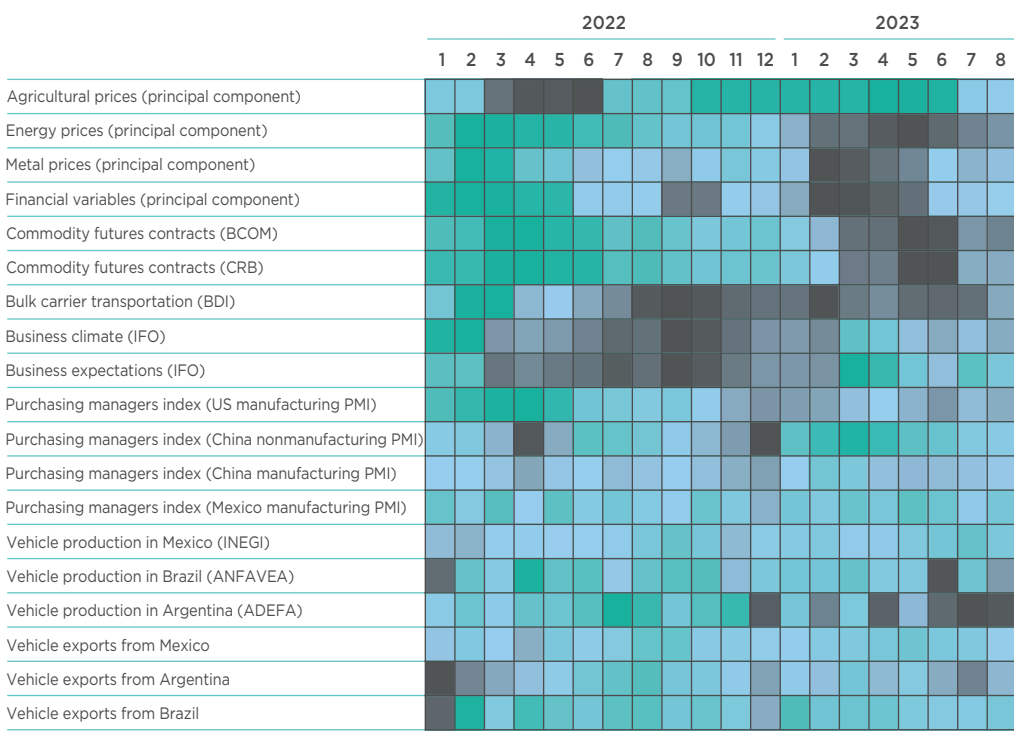 2022 2023
1 2 3 4 5 6 7 8 9 10 11 12 1 2 3 4 5 6 7 8
Agricultural prices (principal component)
Energy prices (principal component)
Metal prices (principal component)
Financial variables (principal component)
Commodity futures contracts (BCOM)
Commodity futures contracts (CRB)
Bulk carrier transportation (BDI)
Business climate (IFO)
Business expectations (IFO)
Purchasing managers index (US manufacturing PMI)
Purchasing managers index (China nonmanufacturing PMI)
Purchasing managers index (China manufacturing PMI)
Purchasing managers index (Mexico manufacturing PMI)
Vehicle production in Mexico (INEGI)
Vehicle production in Brazil (ANFAVEA)
Vehicle production in Argentina (ADEFA)
Vehicle exports from Mexico
Vehicle exports from Argentina
Vehicle exports from Brazil